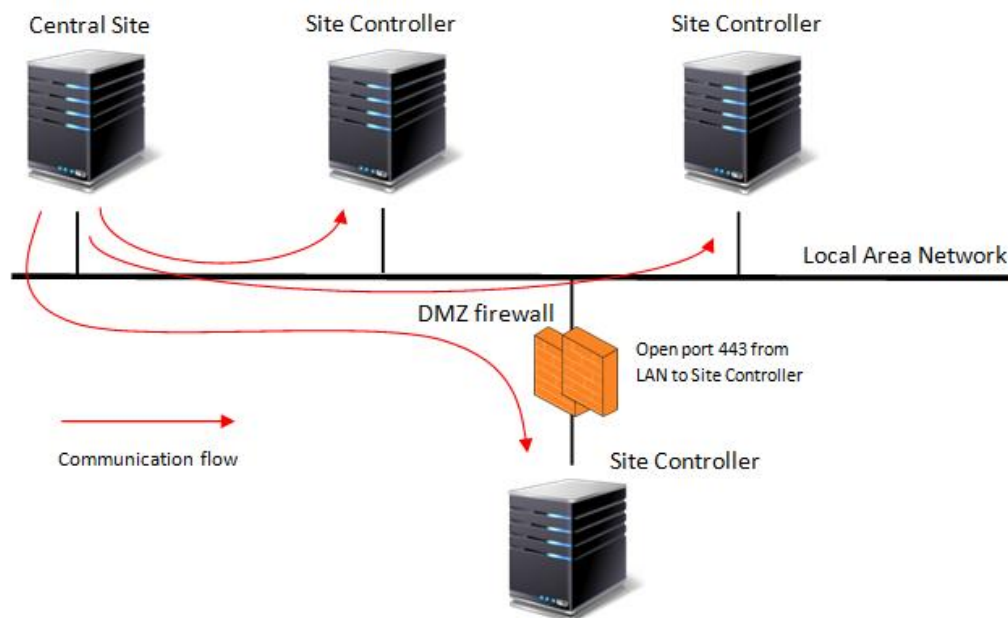 Central Site
Site Controller
Site Controller
Local Area Network
DMZ firewall
Open port 443 from
LAN to Site Controller
Communication flow
Site Controller